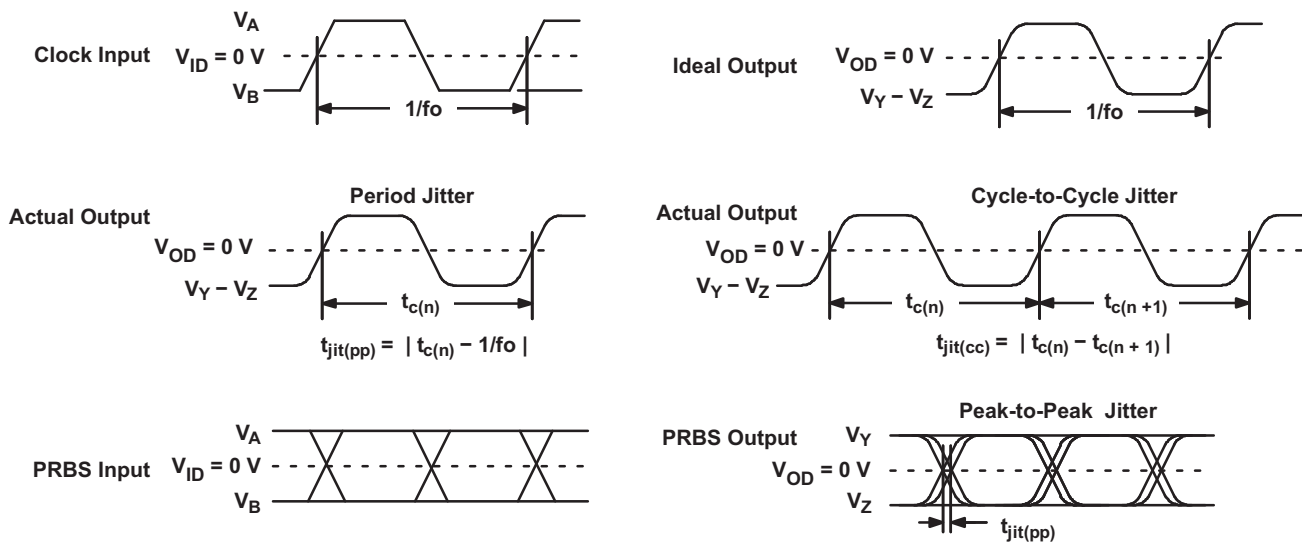 Clock Input
V_A
V_ID = 0 V
V_B
1/fo
Ideal Output
V_OD = 0 V
V_Y – V_Z
1/fo
Actual Output
Period Jitter
V_OD = 0 V
V_Y – V_Z
t_c(n)
t_jit(pp) = | t_c(n) – 1/fo |
Actual Output
Cycle-to-Cycle Jitter
V_OD = 0 V
V_Y – V_Z
t_c(n)
t_c(n +1)
t_jit(cc) = | t_c(n) – t_c(n + 1) |
PRBS Input
V_A
V_ID = 0 V
V_B
PRBS Output
Peak-to-Peak Jitter
V_Y
V_OD = 0 V
V_Z
t_jit(pp)